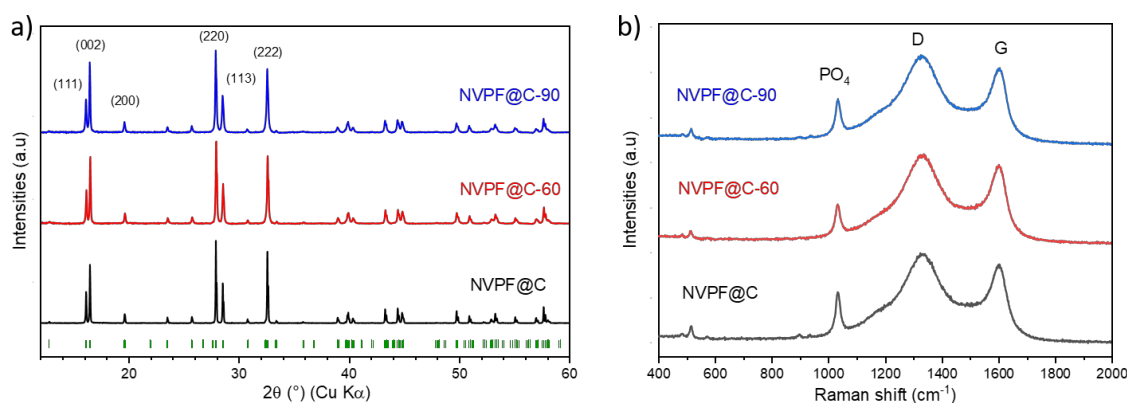 a)
(002)
(220)
(222)
(111)
(113)
(200)
NVPF@C-90
NVPF@C-60
NVPF@C
Intensities (a.u)
20 30 40 50 60
2θ (°) (Cu Kα)
b)
D
G
PO4
NVPF@C-90
NVPF@C-60
NVPF@C
Intensities (a.u)
400 600 800 1000 1200 1400 1600 1800 2000
Raman shift (cm⁻¹)